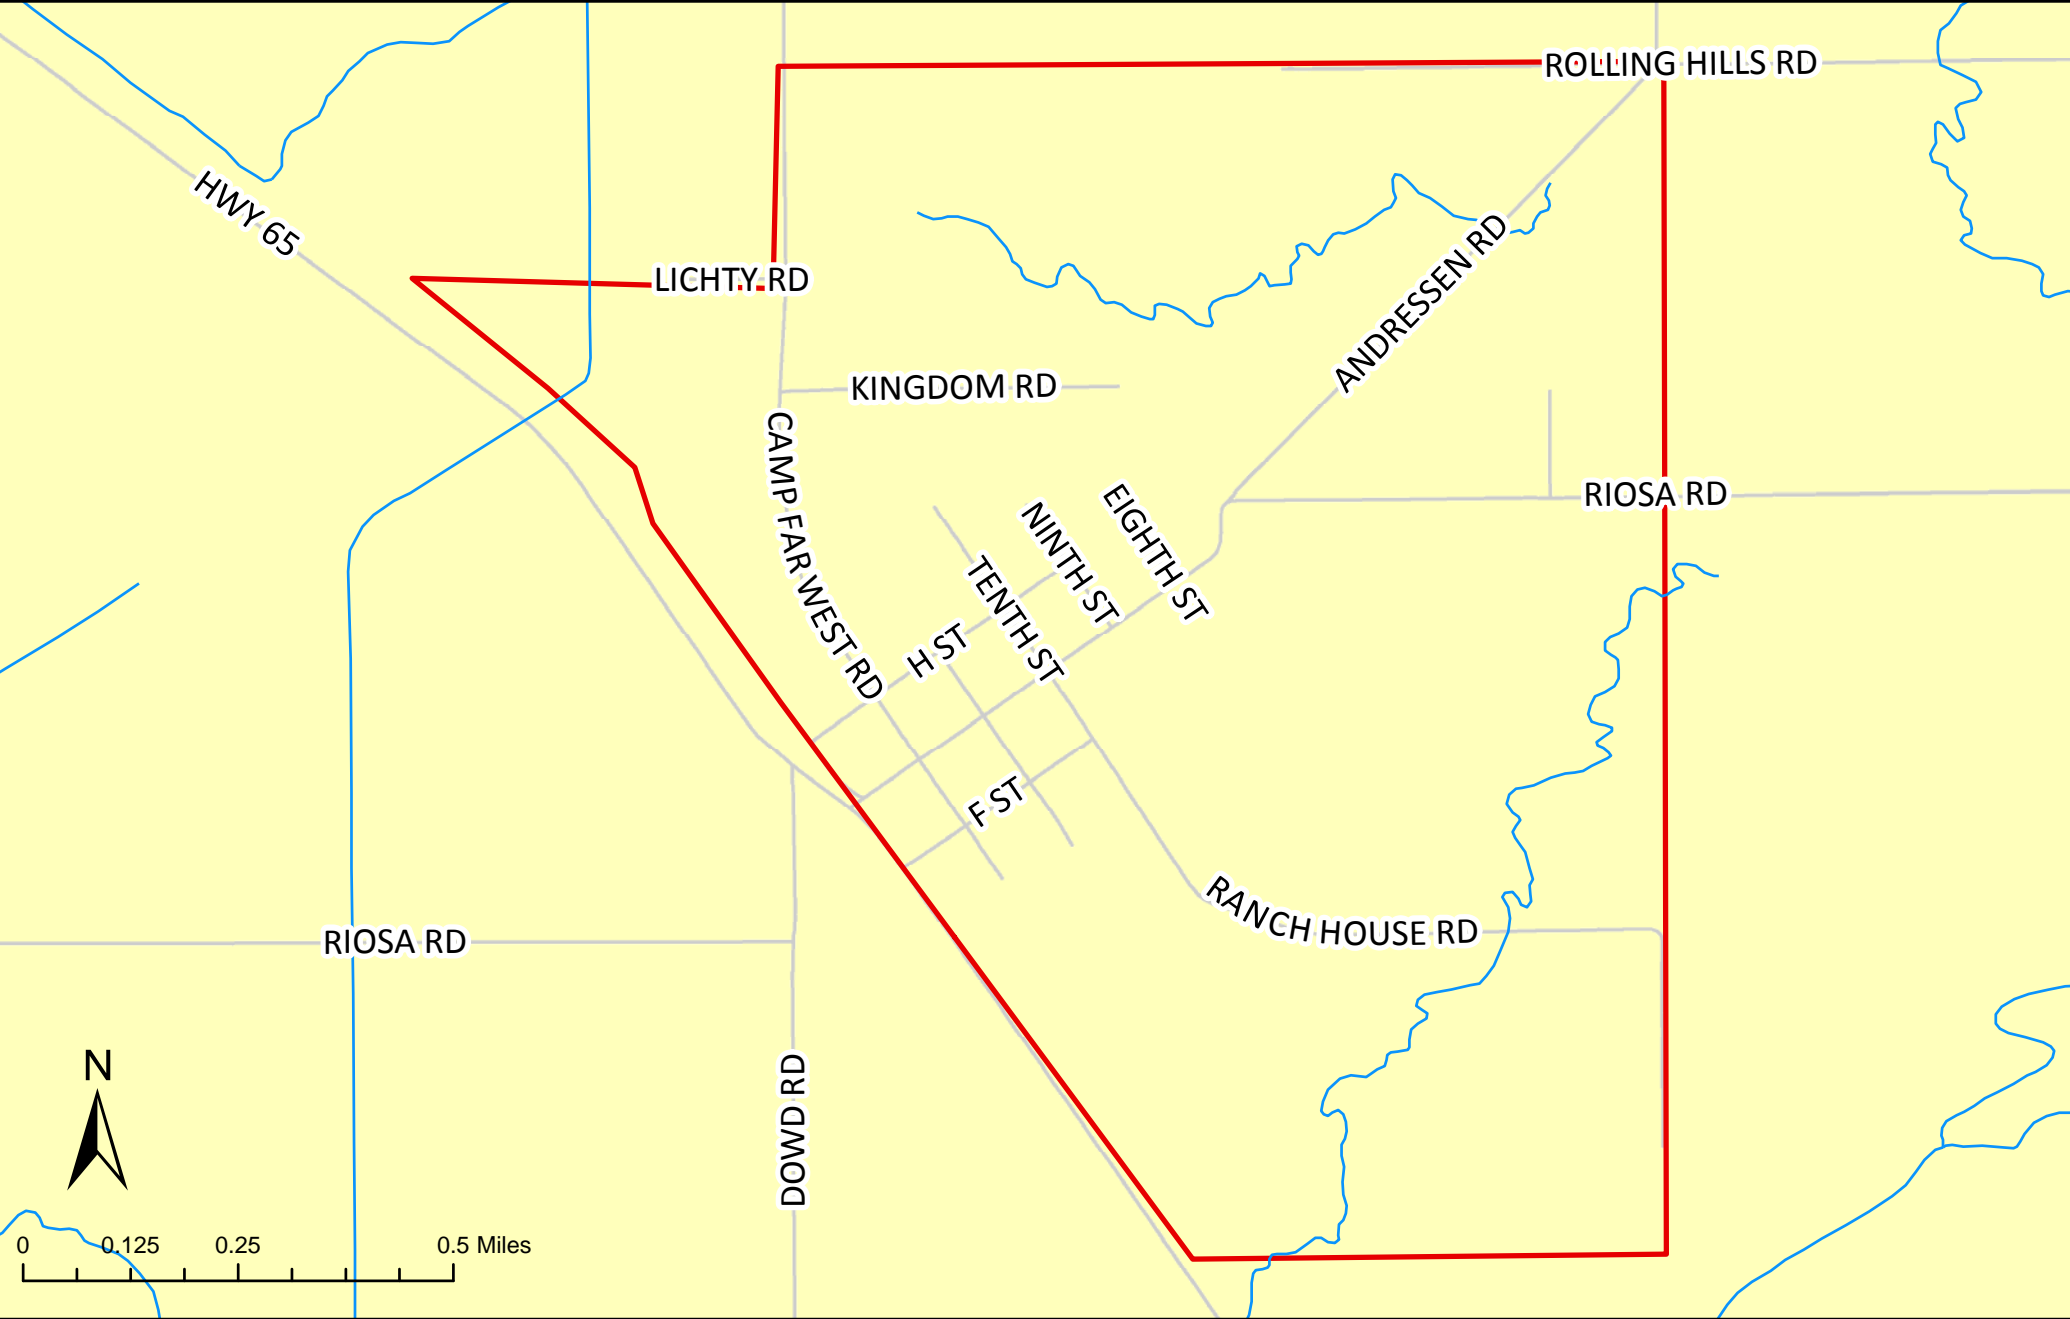 ROLLING HILLS RD
HWY 65
LICHTY RD
ANDRESSEN RD
KINGDOM RD
CAMP FAR WEST RD
EIGHTH ST
NINTH ST
RIOSA RD
TENTH ST
H ST
F ST
RANCH HOUSE RD
RIOSA RD
DOWD RD
N
0 0.125 0.25 0.5 Miles